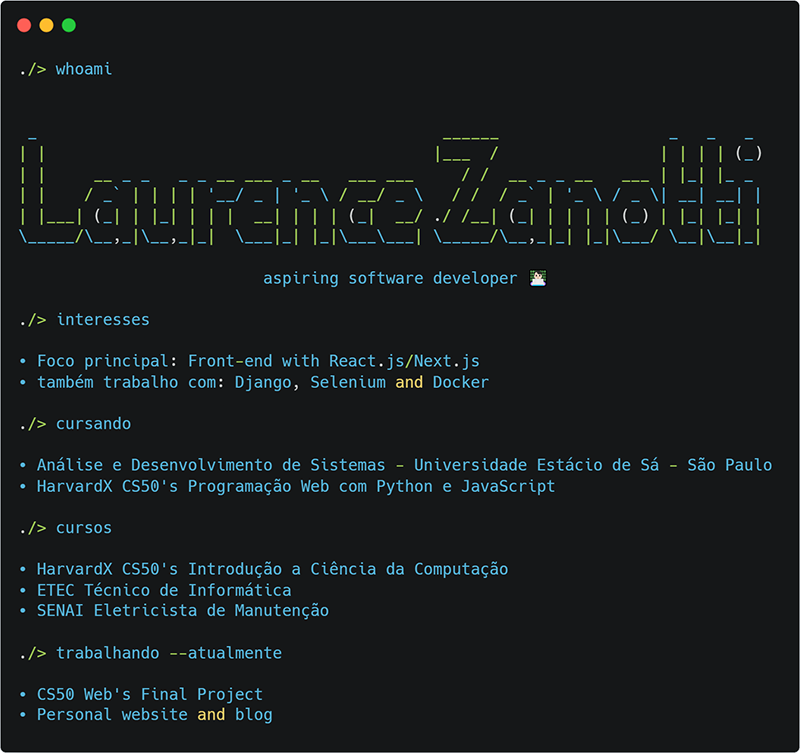 ./> whoami
Laurence Zanotti
aspiring software developer
./> interesses
• Foco principal: Front-end with React.js/Next.js
• também trabalho com: Django, Selenium and Docker
./> cursando
• Análise e Desenvolvimento de Sistemas - Universidade Estácio de Sá - São Paulo
• HarvardX CS50's Programação Web com Python e JavaScript
./> cursos
• HarvardX CS50's Introdução a Ciência da Computação
• ETEC Técnico de Informática
• SENAI Eletricista de Manutenção
./> trabalhando --atualmente
• CS50 Web's Final Project
• Personal website and blog